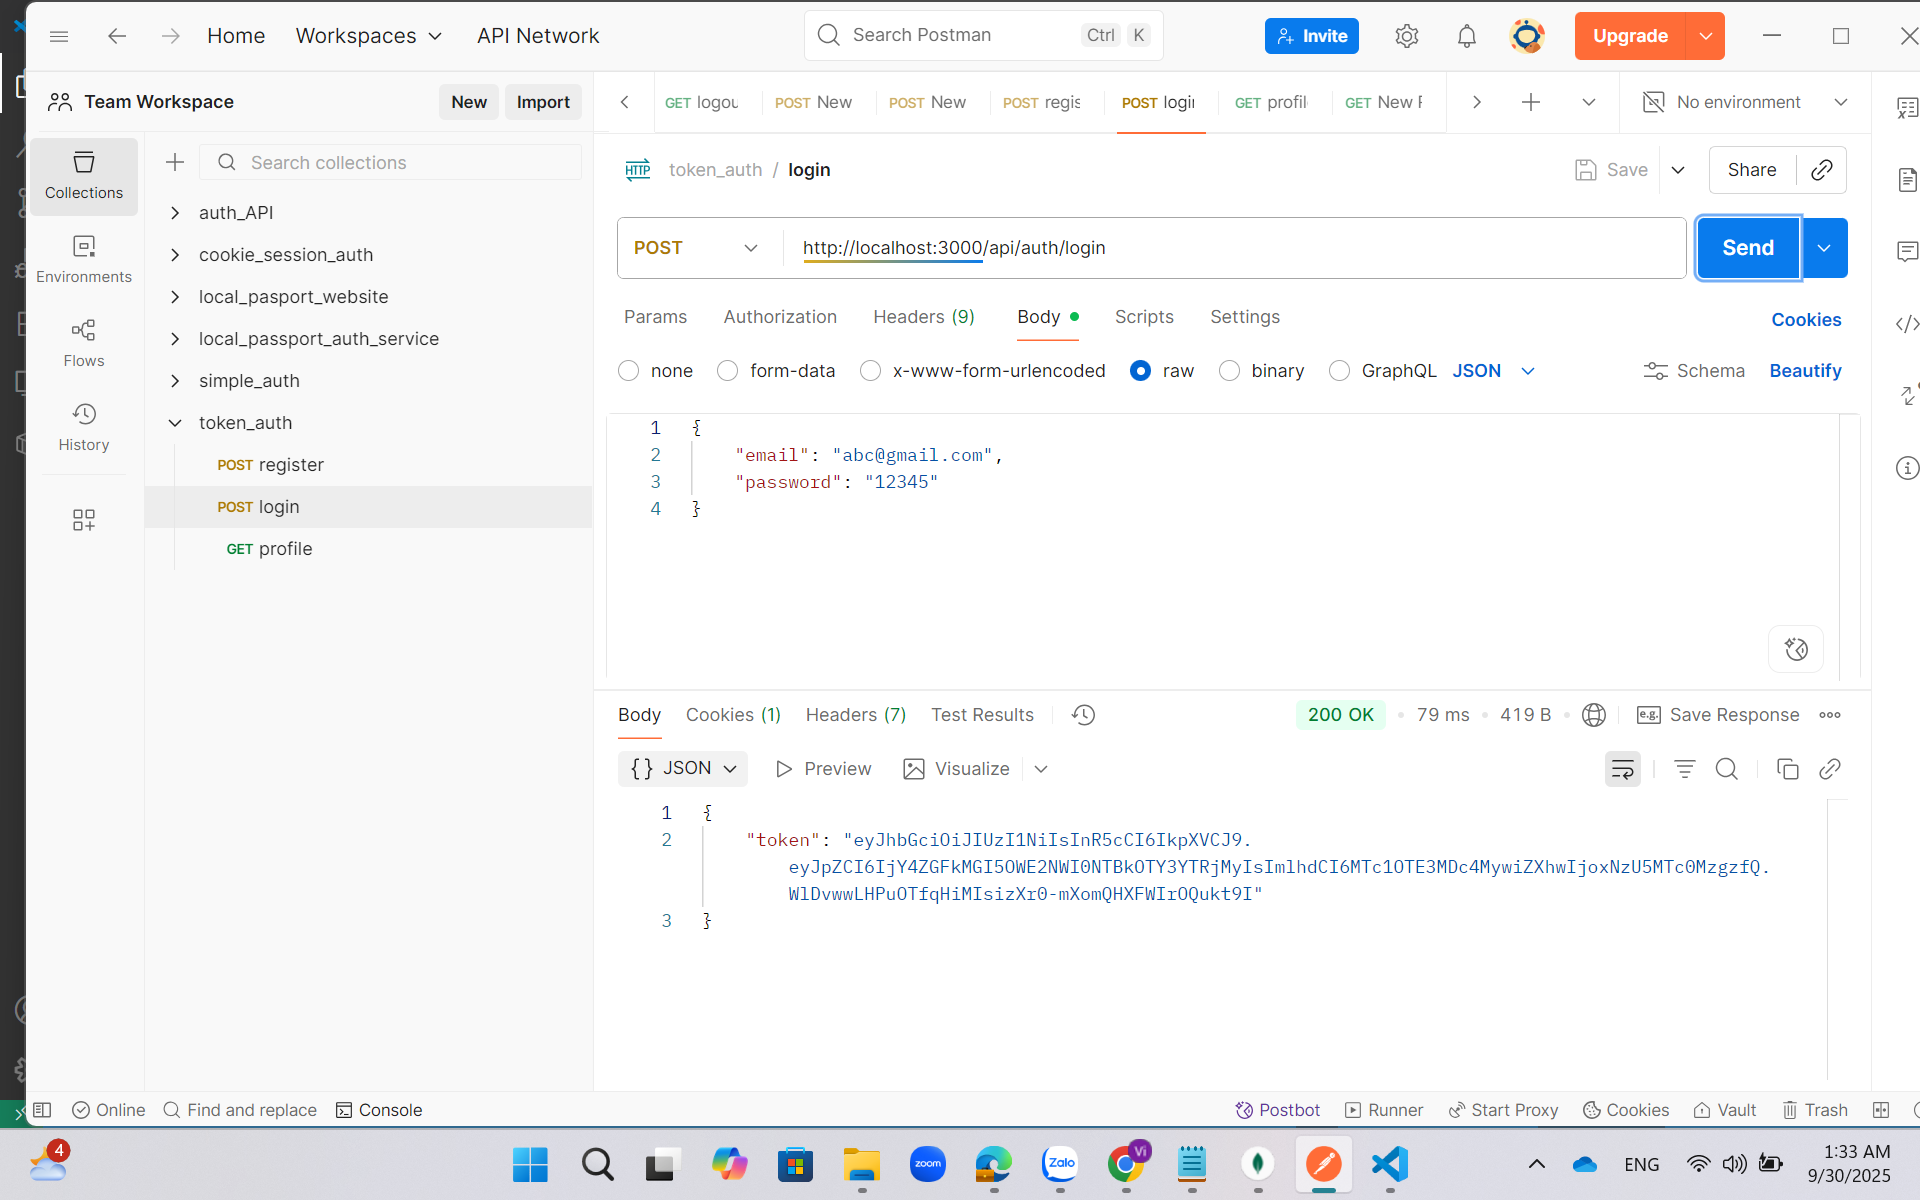 Home Workspaces API Network Search Postman Ctrl K Invite Upgrade
Team Workspace New Import
GET logou POST New POST New POST regis POST login GET profil GET New R No environment
Collections
Environments
Flows
History
Search collections
auth_API
cookie_session_auth
local_pasport_website
local_passport_auth_service
simple_auth
token_auth
POST register
POST login
GET profile
HTTP token_auth / login Save Share
POST http://localhost:3000/api/auth/login Send
Params Authorization Headers (9) Body Scripts Settings Cookies
none form-data x-www-form-urlencoded raw binary GraphQL JSON Schema Beautify
1 {
2 "email": "abc@gmail.com",
3 "password": "12345"
4 }
Body Cookies (1) Headers (7) Test Results 200 OK • 79 ms • 419 B • e.g. Save Response
{} JSON Preview Visualize
1 {
2 "token": "eyJhbGciOiJIUzI1NiIsInR5cCI6IkpXVCJ9.
eyJpZCI6IjY4ZGFkMGI5OWE2NWI0NTBkOTY3YTRjMyIsImlhdCI6MTc1OTE3MDc4MywiZXhwIjoxNzU5MTc0MzgzfQ.
WlDvwwLHPuOTfqHiMIsizXr0-mXomQHXFWIrOQukt9I"
3 }
Online Find and replace Console Postbot Runner Start Proxy Cookies Vault Trash
4 zoom Zalo Vi ENG 1:33 AM
9/30/2025